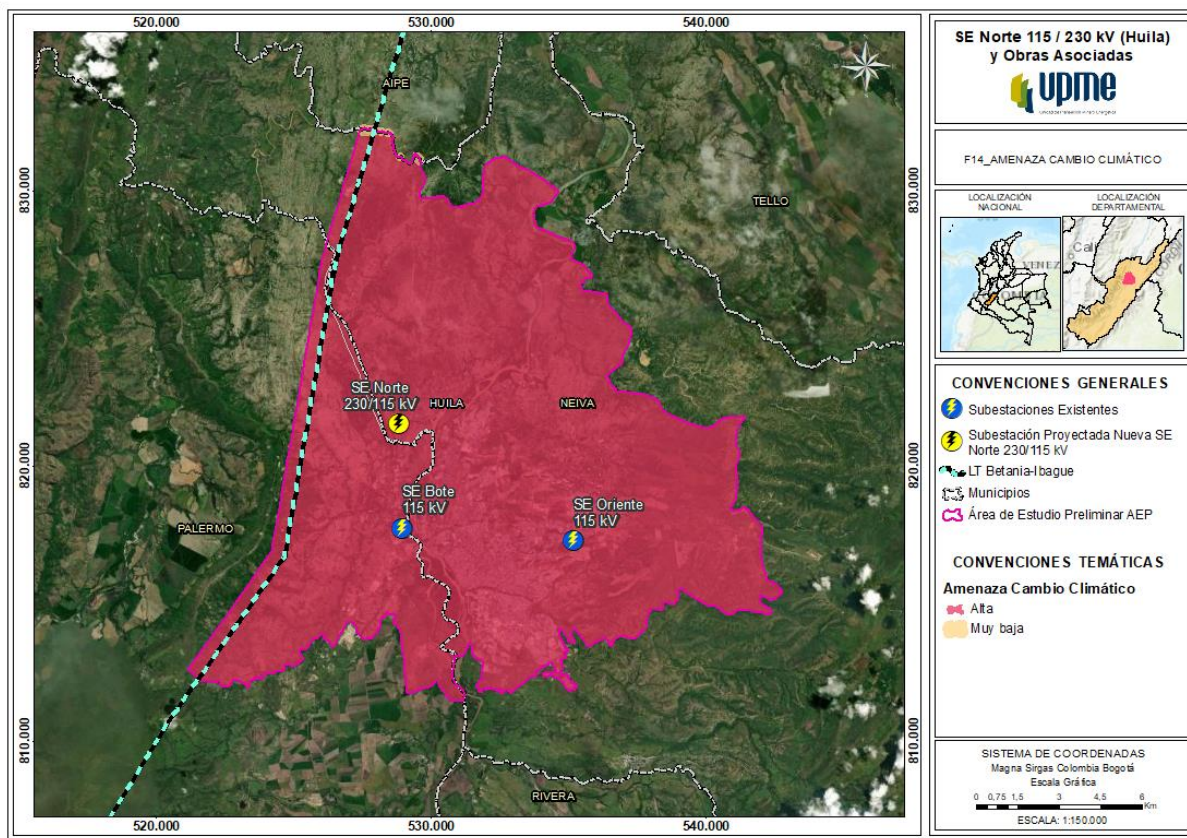 520.000
530.000
540.000
830.000
820.000
810.000
830.000
820.000
810.000
520.000
530.000
540.000
AIPE
TELLO
SE Norte
230/115 kV
HUILA
NEIVA
SE Bote
115 kV
SE Oriente
115 kV
PALERMO
RIVERA
SE Norte 115 / 230 kV (Huila)
y Obras Asociadas
upme
F14_AMENAZA CAMBIO CLIMÁTICO
LOCALIZACIÓN
NACIONAL
LOCALIZACIÓN
DEPARTAMENTAL
VENEZ
Cali
CONVENCIONES GENERALES
Subestaciones Existentes
Subestación Proyectada Nueva SE
Norte 230/115 kV
LT Betania-Ibague
Municipios
Área de Estudio Preliminar AEP
CONVENCIONES TEMÁTICAS
Amenaza Cambio Climático
Alta
Muy baja
SISTEMA DE COORDENADAS
Magna Sirgas Colombia Bogotá
Escala Gráfica
0 0,75 1,5 3 4,5 6
Km
ESCALA: 1:150.000